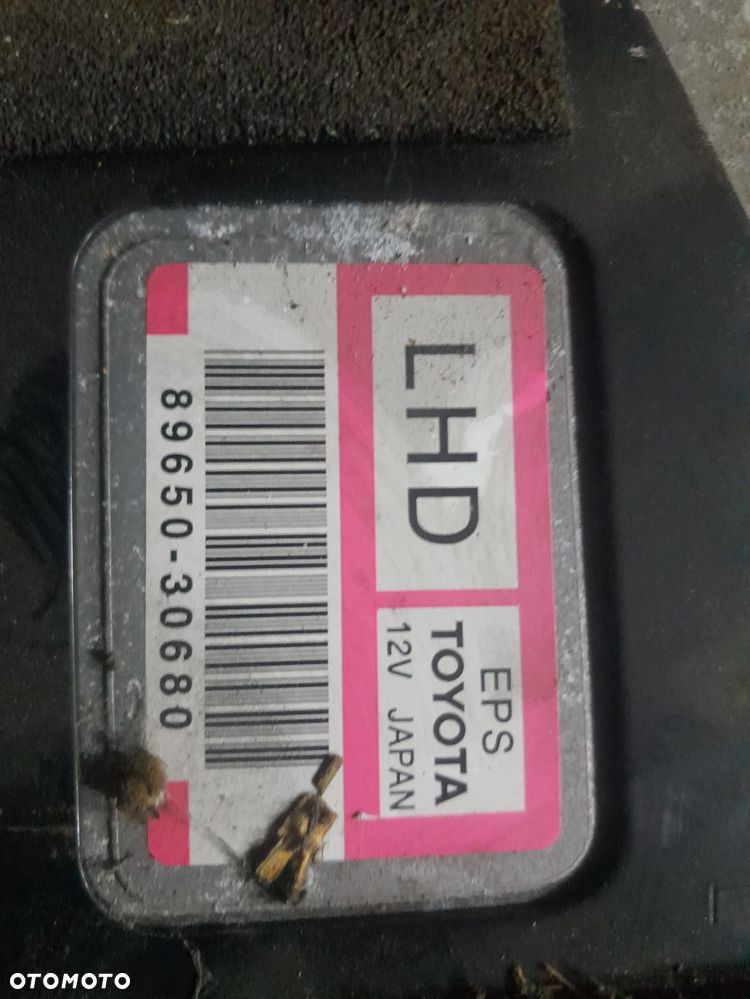 LHD
EPS
TOYOTA
12V JAPAN
89650-30680
OTOMOTO